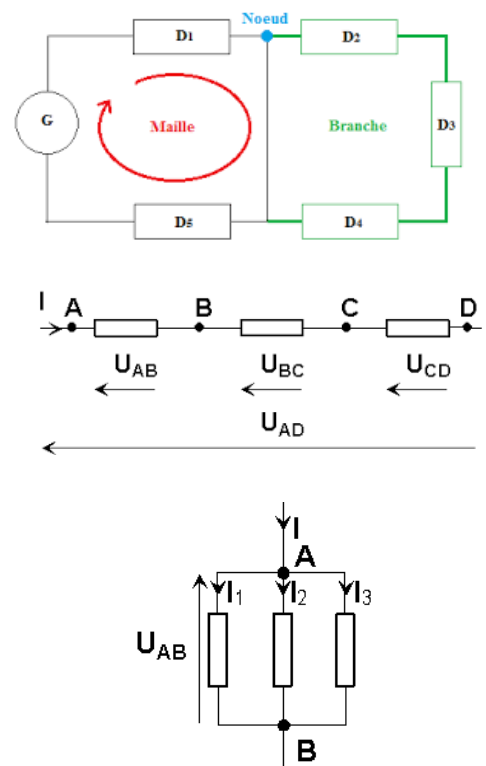 Noeud
D1 D2
G Maille Branche D3
D5 D4
I A B C D
UAB UBC UCD
UAD
I
A
I1 I2 I3
UAB
B